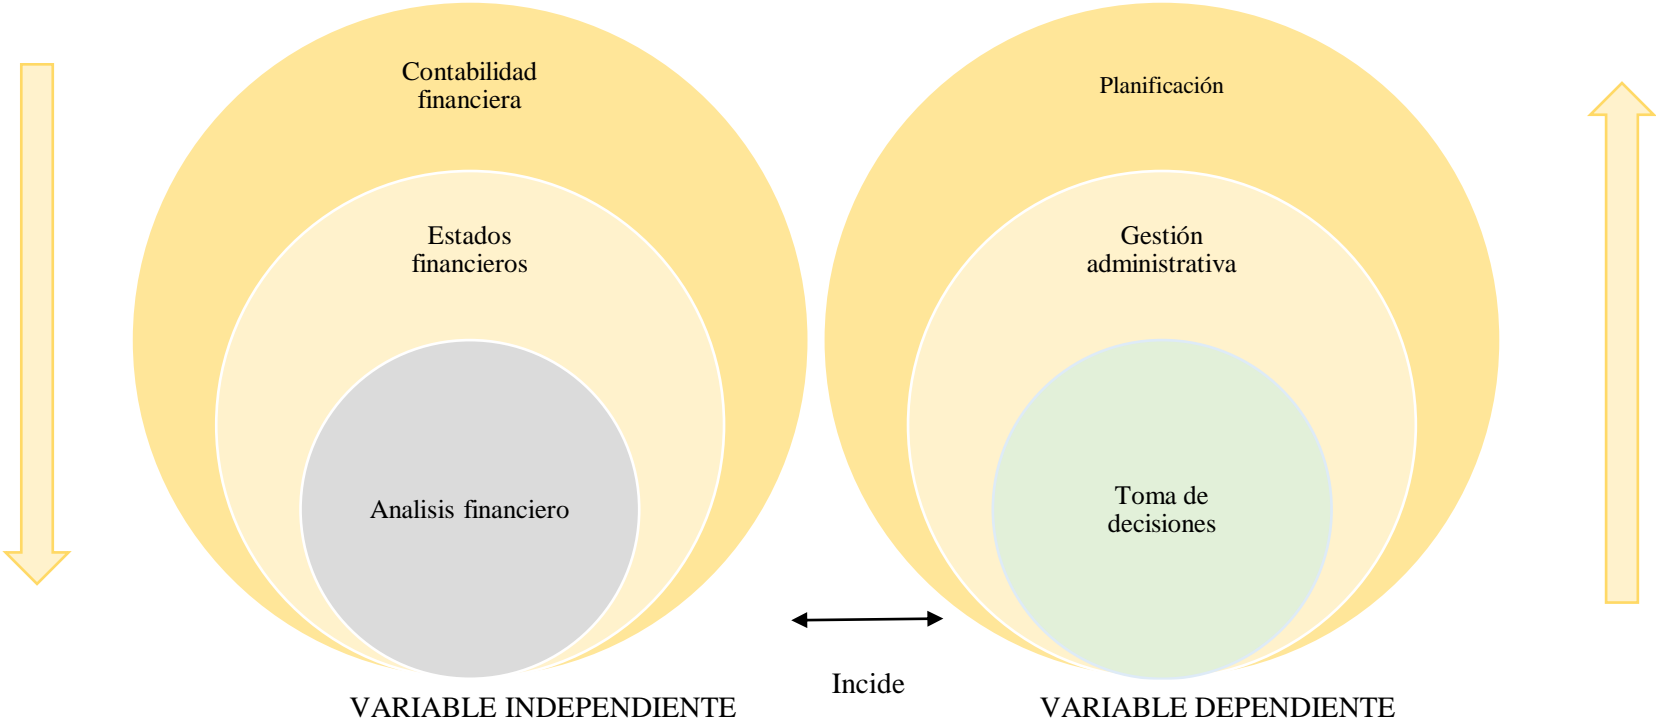 Contabilidad
financiera
Estados
financieros
Analisis financiero
VARIABLE INDEPENDIENTE
Incide
Planificación
Gestión
administrativa
Toma de
decisiones
VARIABLE DEPENDIENTE